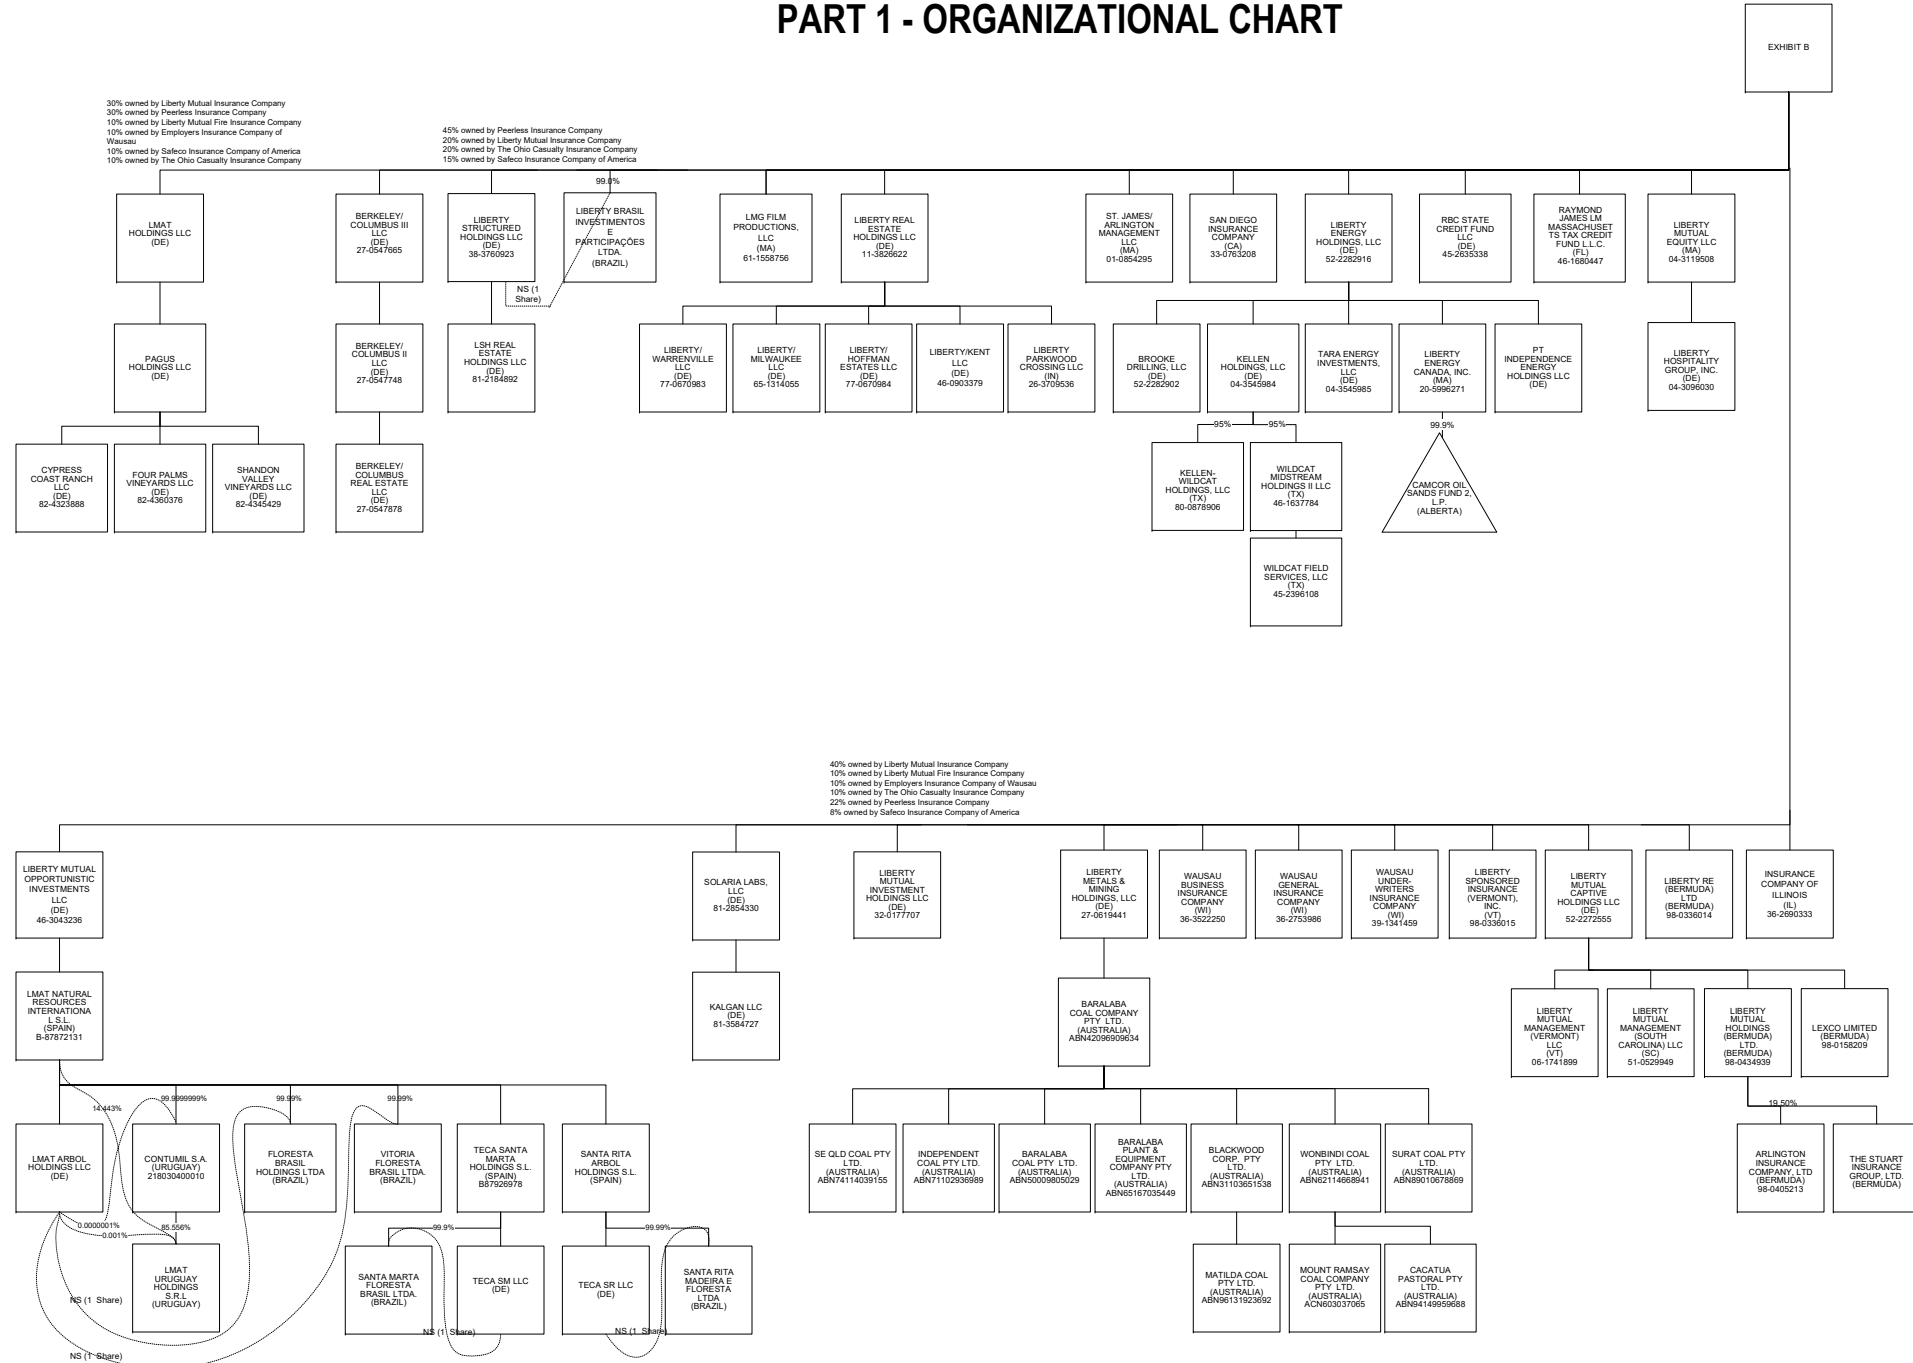 PART 1 - ORGANIZATIONAL CHART
EXHIBIT B
30% owned by Liberty Mutual Insurance Company
30% owned by Peerless Insurance Company
10% owned by Liberty Mutual Fire Insurance Company
10% owned by Employers Insurance Company of
Wausau
10% owned by Safeco Insurance Company of America
10% owned by The Ohio Casualty Insurance Company
45% owned by Peerless Insurance Company
20% owned by Liberty Mutual Insurance Company
20% owned by The Ohio Casualty Insurance Company
15% owned by Safeco Insurance Company of America
99.0%
LMAT
HOLDINGS LLC
(DE)
BERKELEY/
COLUMBUS III
LLC
(DE)
27-0547665
LIBERTY
STRUCTURED
HOLDINGS LLC
(DE)
38-3760923
LIBERTY BRASIL
INVESTIMENTOS
E
PARTICIPAÇÕES
LTDA.
(BRAZIL)
LMG FILM
PRODUCTIONS,
LLC
(MA)
61-1558756
LIBERTY REAL
ESTATE
HOLDINGS LLC
(DE)
11-3826622
ST. JAMES/
ARLINGTON
MANAGEMENT
LLC
(MA)
01-0854295
SAN DIEGO
INSURANCE
COMPANY
(CA)
33-0763208
LIBERTY
ENERGY
HOLDINGS, LLC
(DE)
52-2282916
RBC STATE
CREDIT FUND
LLC
(DE)
45-2635338
RAYMOND
JAMES LM
MASSACHUSET
TS TAX CREDIT
FUND L.L.C.
(FL)
46-1680447
LIBERTY
MUTUAL
EQUITY LLC
(MA)
04-3119508
NS (1
Share)
PAGUS
HOLDINGS LLC
(DE)
BERKELEY/
COLUMBUS II
LLC
(DE)
27-0547748
LSH REAL
ESTATE
HOLDINGS LLC
(DE)
81-2184892
LIBERTY/
WARRENVILLE
LLC
(DE)
77-0670983
LIBERTY/
MILWAUKEE
LLC
(DE)
65-1314055
LIBERTY/
HOFFMAN
ESTATES LLC
(DE)
77-0670984
LIBERTY/KENT
LLC
(DE)
46-0903379
LIBERTY
PARKWOOD
CROSSING LLC
(IN)
26-3709536
BROOKE
DRILLING, LLC
(DE)
52-2282902
KELLEN
HOLDINGS, LLC
(DE)
04-3545984
TARA ENERGY
INVESTMENTS,
LLC
(DE)
04-3545985
LIBERTY
ENERGY
CANADA, INC.
(MA)
20-5996271
PT
INDEPENDENCE
ENERGY
HOLDINGS LLC
(DE)
LIBERTY
HOSPITALITY
GROUP, INC.
(DE)
04-3096030
95%
95%
99.9%
CYPRESS
COAST RANCH
LLC
(DE)
82-4323888
FOUR PALMS
VINEYARDS LLC
(DE)
82-4360376
SHANDON
VALLEY
VINEYARDS LLC
(DE)
82-4345429
BERKELEY/
COLUMBUS
REAL ESTATE
LLC
(DE)
27-0547878
KELLEN-
WILDCAT
HOLDINGS, LLC
(TX)
80-0878906
WILDCAT
MIDSTREAM
HOLDINGS II LLC
(TX)
46-1637784
CAMCOR OIL
SANDS FUND 2,
L.P.
(ALBERTA)
WILDCAT FIELD
SERVICES, LLC
(TX)
45-2396108
40% owned by Liberty Mutual Insurance Company
10% owned by Liberty Mutual Fire Insurance Company
10% owned by Employers Insurance Company of Wausau
10% owned by The Ohio Casualty Insurance Company
22% owned by Peerless Insurance Company
8% owned by Safeco Insurance Company of America
LIBERTY MUTUAL
OPPORTUNISTIC
INVESTMENTS
LLC
(DE)
46-3043236
SOLARIA LABS,
LLC
(DE)
81-2854330
LIBERTY
MUTUAL
INVESTMENT
HOLDINGS LLC
(DE)
32-0177707
LIBERTY
METALS &
MINING
HOLDINGS, LLC
(DE)
27-0619441
WAUSAU
BUSINESS
INSURANCE
COMPANY
(WI)
36-3522250
WAUSAU
GENERAL
INSURANCE
COMPANY
(WI)
36-2753986
WAUSAU
UNDER-
WRITERS
INSURANCE
COMPANY
(WI)
39-1341459
LIBERTY
SPONSORED
INSURANCE
(VERMONT),
INC.
(VT)
98-0336015
LIBERTY
MUTUAL
CAPTIVE
HOLDINGS LLC
(DE)
52-2272555
LIBERTY RE
(BERMUDA)
LTD
(BERMUDA)
98-0336014
INSURANCE
COMPANY OF
ILLINOIS
(IL)
36-2690333
LMAT NATURAL
RESOURCES
INTERNATIONA
L S.L.
(SPAIN)
B-87872131
KALGAN LLC
(DE)
81-3584727
BARALABA
COAL COMPANY
PTY LTD.
(AUSTRALIA)
ABN42096909634
LIBERTY
MUTUAL
MANAGEMENT
(VERMONT)
LLC
(VT)
06-1741899
LIBERTY
MUTUAL
MANAGEMENT
(SOUTH
CAROLINA) LLC
(SC)
51-0529949
LIBERTY
MUTUAL
HOLDINGS
(BERMUDA)
LTD.
(BERMUDA)
98-0434939
LEXCO LIMITED
(BERMUDA)
98-0158209
14.443%
99.9999999%
99.99%
99.99%
19.50%
LMAT ARBOL
HOLDINGS LLC
(DE)
CONTUMIL S.A.
(URUGUAY)
218030400010
FLORESTA
BRASIL
HOLDINGS LTDA
(BRAZIL)
VITORIA
FLORESTA
BRASIL LTDA.
(BRAZIL)
TECA SANTA
MARTA
HOLDINGS S.L.
(SPAIN)
B87926978
SANTA RITA
ARBOL
HOLDINGS S.L.
(SPAIN)
SE QLD COAL PTY
LTD.
(AUSTRALIA)
ABN74114039155
INDEPENDENT
COAL PTY LTD.
(AUSTRALIA)
ABN71102936989
BARALABA
COAL PTY LTD.
(AUSTRALIA)
ABN50009805029
BARALABA
PLANT &
EQUIPMENT
COMPANY PTY
LTD.
(AUSTRALIA)
ABN65167035449
BLACKWOOD
CORP. PTY
LTD.
(AUSTRALIA)
ABN31103651538
WONBINDI COAL
PTY LTD.
(AUSTRALIA)
ABN62114668941
SURAT COAL PTY
LTD.
(AUSTRALIA)
ABN89010678869
ARLINGTON
INSURANCE
COMPANY, LTD
(BERMUDA)
98-0405213
THE STUART
INSURANCE
GROUP, LTD.
(BERMUDA)
0.0000001%
0.001%
85.556%
99.9%
99.99%
LMAT
URUGUAY
HOLDINGS
S.R.L
(URUGUAY)
SANTA MARTA
FLORESTA
BRASIL LTDA.
(BRAZIL)
TECA SM LLC
(DE)
TECA SR LLC
(DE)
SANTA RITA
MADEIRA E
FLORESTA
LTDA
(BRAZIL)
MATILDA COAL
PTY LTD.
(AUSTRALIA)
ABN96131923692
MOUNT RAMSAY
COAL COMPANY
PTY LTD.
(AUSTRALIA)
ACN603037065
CACATUA
PASTORAL PTY
LTD.
(AUSTRALIA)
ABN94149959688
NS (1 Share)
NS (1 Share)
NS (1 Share)
NS (1 Share)